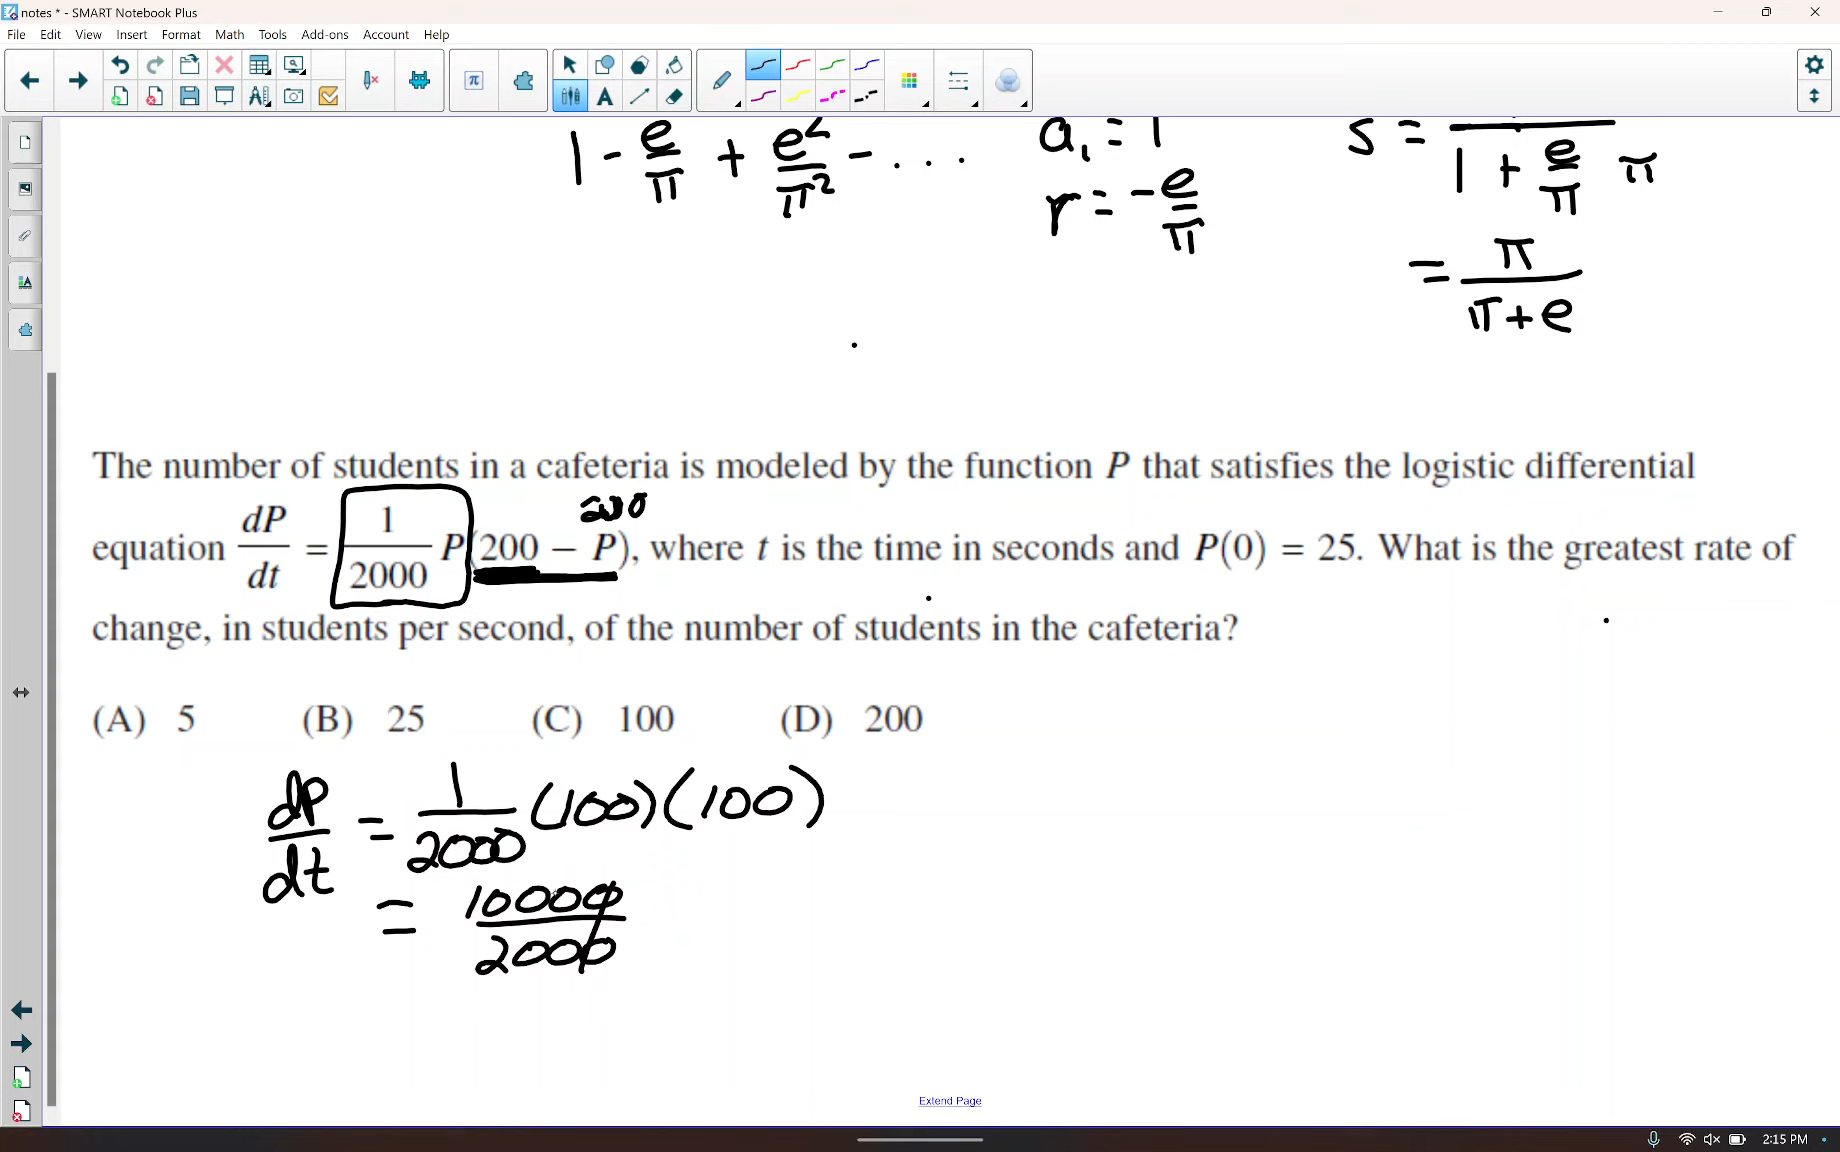 notes * - SMART Notebook Plus
File Edit View Insert Format Math Tools Add-ons Account Help
1 - e/π + e²/π² - ...
a₁ = 1
r = -e/π
S = 1 + e/π π
= π/(π+e)
The number of students in a cafeteria is modeled by the function P that satisfies the logistic differential
200
equation dP/dt = 1/2000 P(200 − P), where t is the time in seconds and P(0) = 25. What is the greatest rate of
change, in students per second, of the number of students in the cafeteria?
(A) 5 (B) 25 (C) 100 (D) 200
dP/dt = 1/2000 (100)(100)
= 10000/2000
Extend Page
2:15 PM